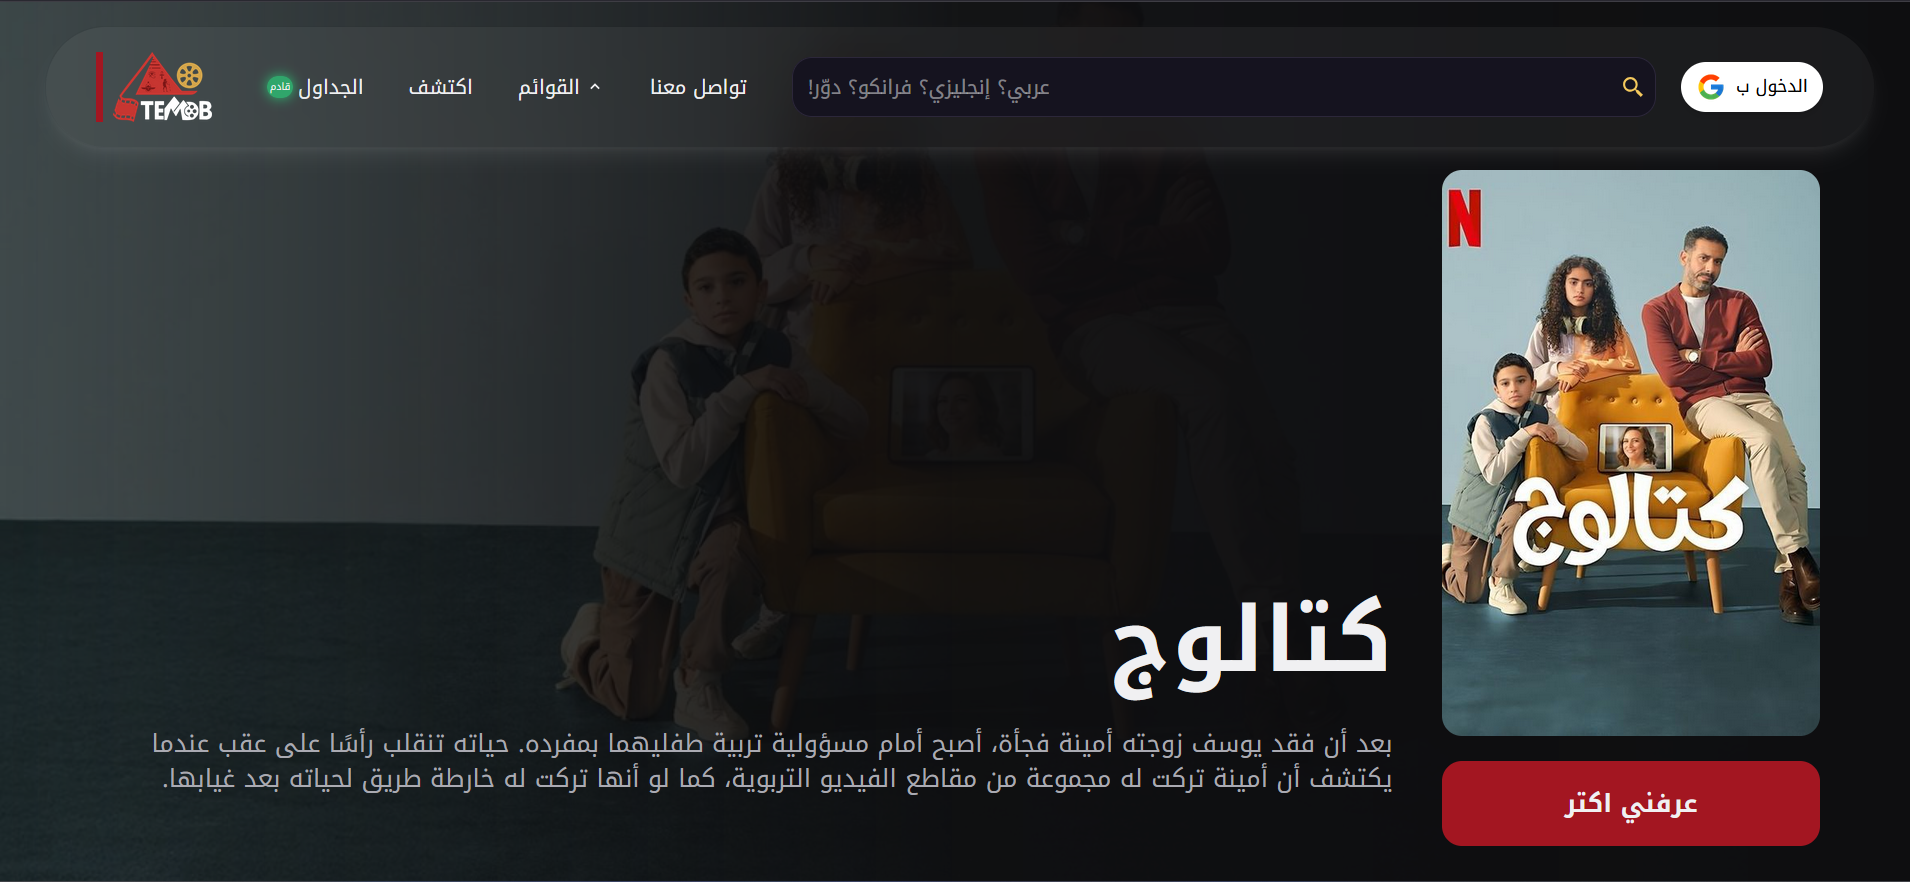 الدخول ب
عربي؟ إنجليزي؟ فرانكو؟ دوّر!
تواصل معنا
القوائم
اكتشف
الجداول
قادم
TEMOB
N
كتالوج
كتالوج
بعد أن فقد يوسف زوجته أمينة فجأة، أصبح أمام مسؤولية تربية طفليهما بمفرده. حياته تنقلب رأسًا على عقب عندما
يكتشف أن أمينة تركت له مجموعة من مقاطع الفيديو التربوية، كما لو أنها تركت له خارطة طريق لحياته بعد غيابها.
عرفني اكتر